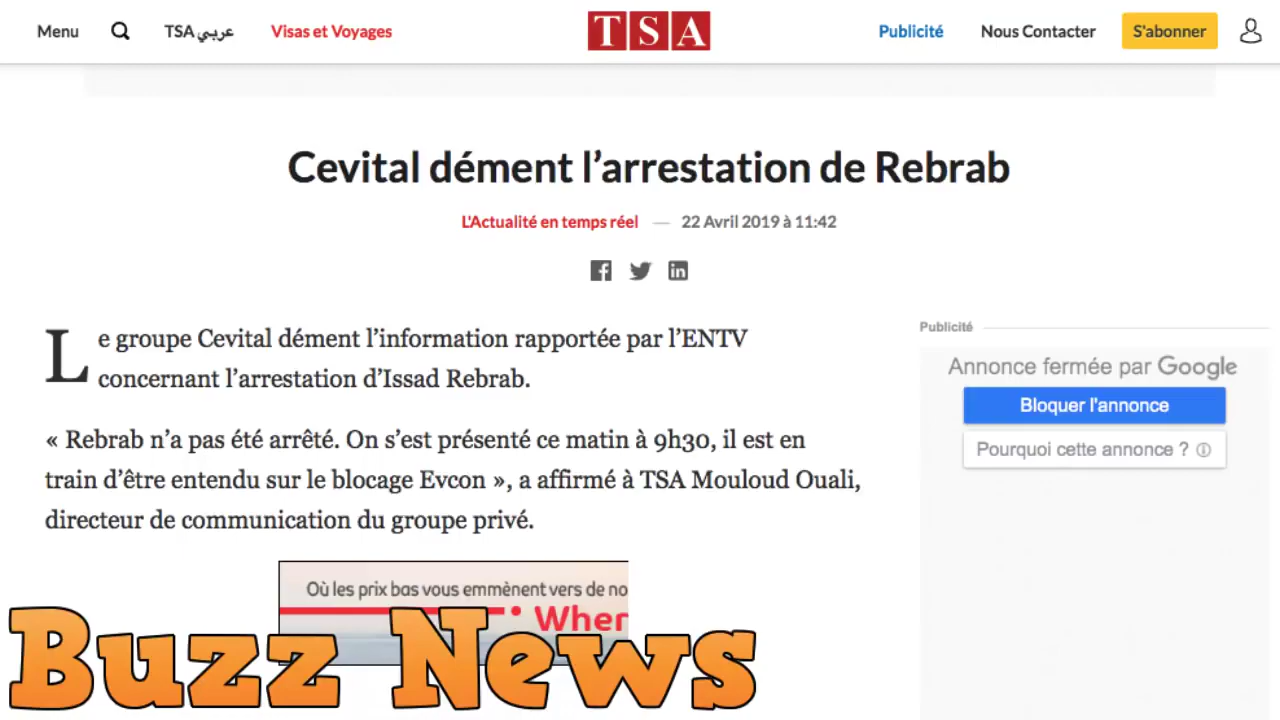 Menu TSA عربي Visas et Voyages TSA Publicité Nous Contacter S'abonner
Cevital dément l’arrestation de Rebrab
L'Actualité en temps réel — 22 Avril 2019 à 11:42
Le groupe Cevital dément l’information rapportée par l’ENTV
concernant l’arrestation d’Issad Rebrab.
« Rebrab n’a pas été arrêté. On s’est présenté ce matin à 9h30, il est en
train d’être entendu sur le blocage Evcon », a affirmé à TSA Mouloud Ouali,
directeur de communication du groupe privé.
Publicité
Annonce fermée par Google
Bloquer l'annonce
Pourquoi cette annonce ?
Où les prix bas vous emmènent vers de no
Wher
Buzz News